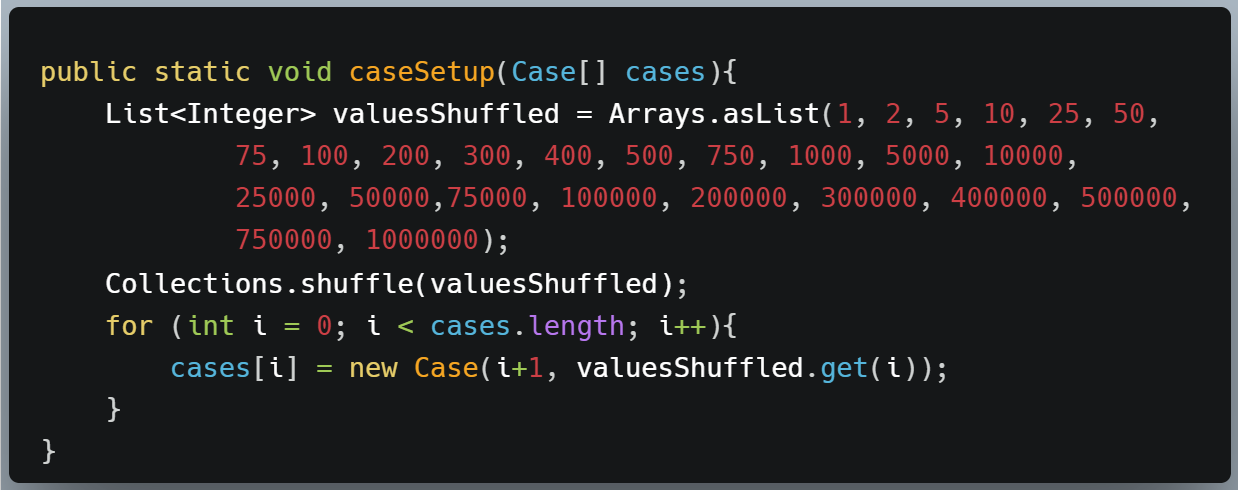 public static void caseSetup(Case[] cases){
    List<Integer> valuesShuffled = Arrays.asList(1, 2, 5, 10, 25, 50,
            75, 100, 200, 300, 400, 500, 750, 1000, 5000, 10000,
            25000, 50000,75000, 100000, 200000, 300000, 400000, 500000,
            750000, 1000000);
    Collections.shuffle(valuesShuffled);
    for (int i = 0; i < cases.length; i++){
        cases[i] = new Case(i+1, valuesShuffled.get(i));
    }
}